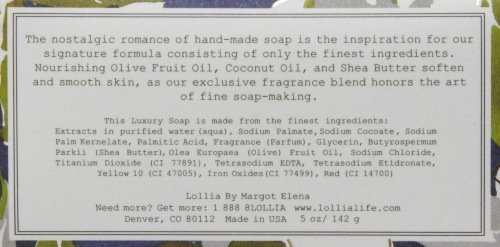 The nostalgic romance of hand-made soap is the inspiration for our
signature formula consisting of only the finest ingredients.
Nourishing Olive Fruit Oil, Coconut Oil, and Shea Butter soften
and smooth skin, as our exclusive fragrance blend honors the art
of fine soap-making.
This Luxury Soap is made from the finest ingredients:
Extracts in purified water (aqua), Sodium Palmate, Sodium Cocoate, Sodium
Palm Kernelate, Palmitic Acid, Fragrance (Parfum), Glycerin, Butyrospermum
Parkii (Shea Butter), Olea Europaea (Olive) Fruit Oil, Sodium Chloride,
Titanium Dioxide (CI 77891), Tetrasodium EDTA, Tetrasodium Etidronate,
Yellow 10 (CI 47005), Iron Oxides (CI 77499), Red (CI 14700)
Lollia By Margot Elena
Need more? Get more: 1 888 8LOLLIA www.lollialife.com
Denver, CO 80112 Made in USA 5 oz/ 142 g